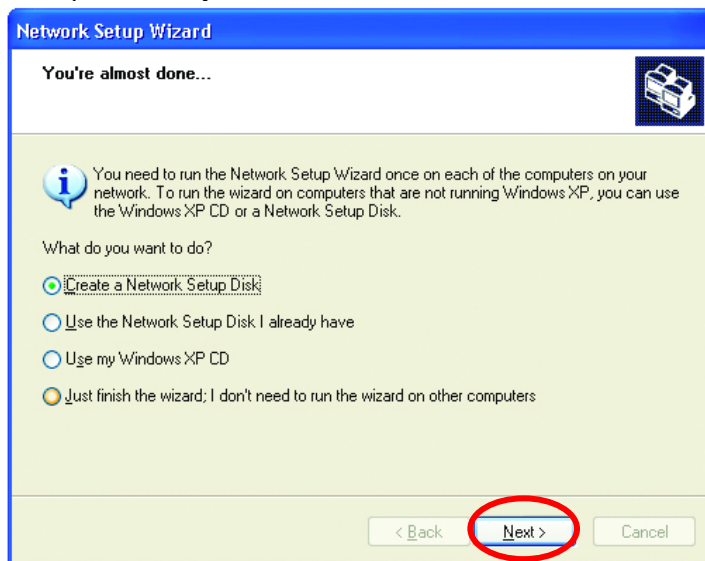 Network Setup Wizard
You're almost done...
You need to run the Network Setup Wizard once on each of the computers on your
network. To run the wizard on computers that are not running Windows XP, you can use
the Windows XP CD or a Network Setup Disk.
What do you want to do?
Create a Network Setup Disk
Use the Network Setup Disk I already have
Use my Windows XP CD
Just finish the wizard; I don't need to run the wizard on other computers
< Back Next > Cancel